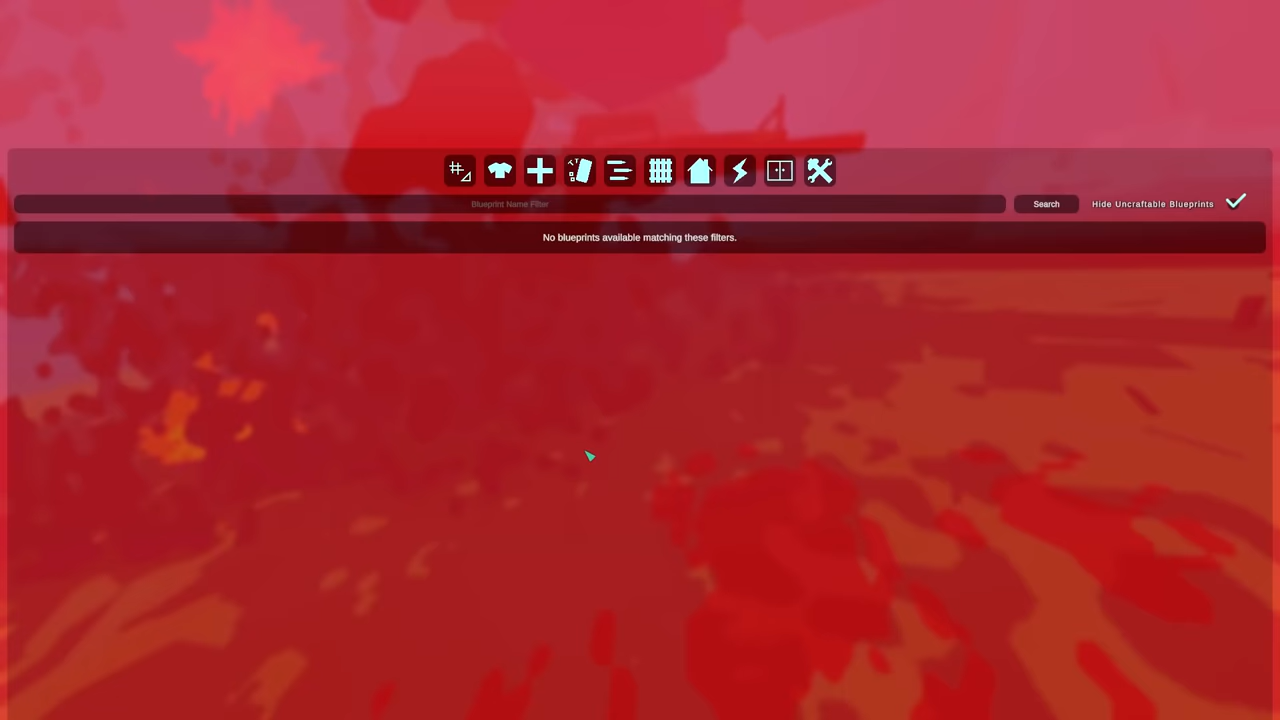 Blueprint Name Filter
Search
Hide Uncraftable Blueprints
No blueprints available matching these filters.